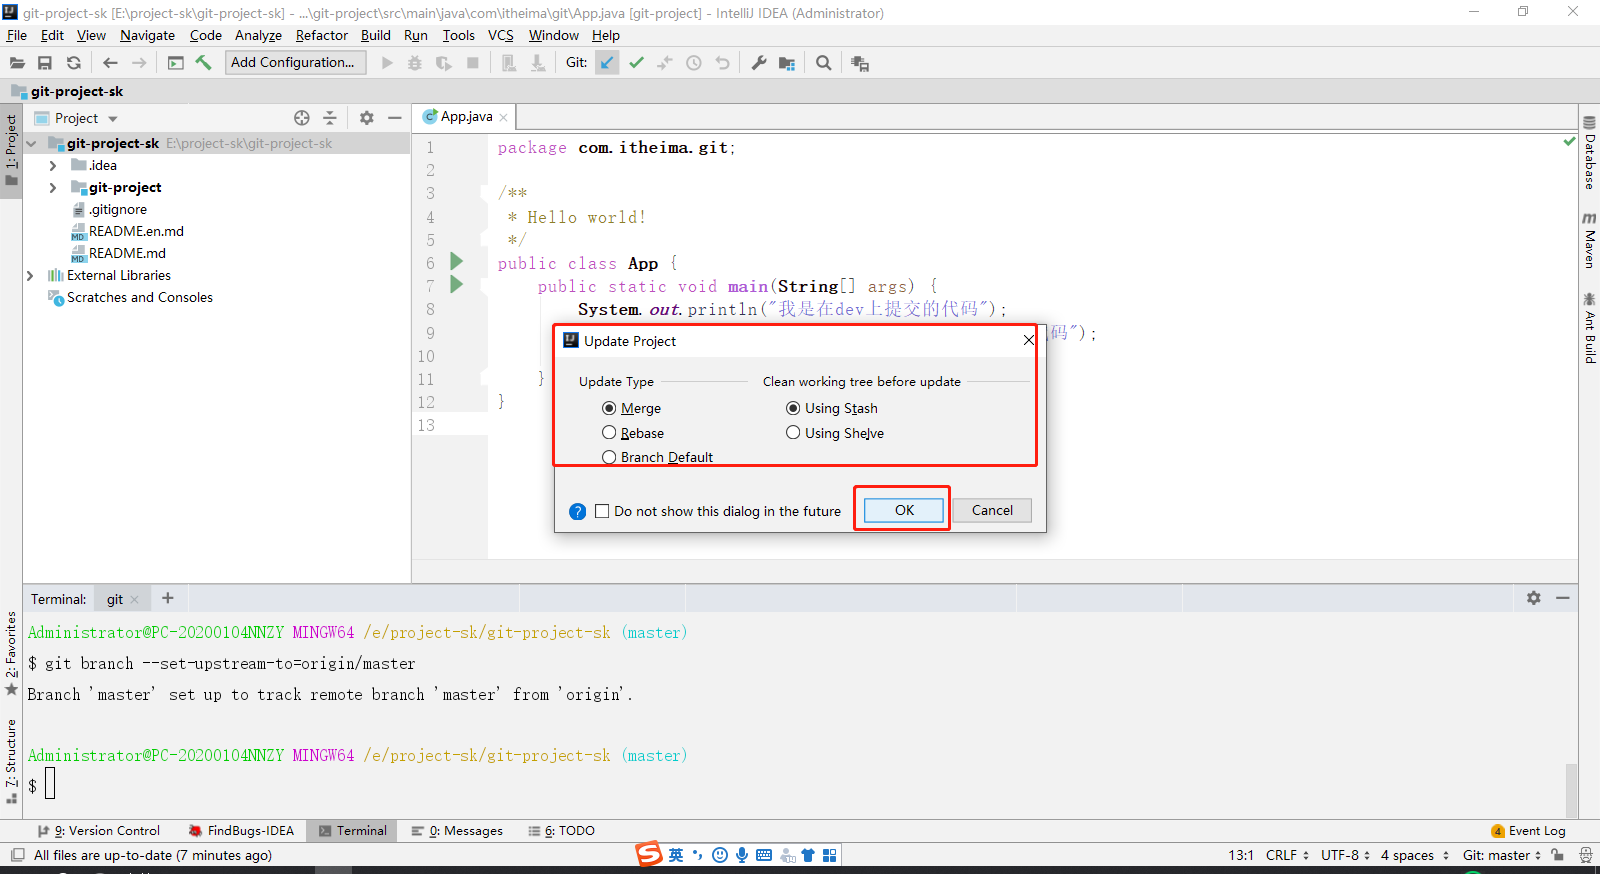 git-project-sk [E:\project-sk\git-project-sk] - ...\git-project\src\main\java\com\itheima\git\App.java [git-project] - IntelliJ IDEA (Administrator)
File Edit View Navigate Code Analyze Refactor Build Run Tools VCS Window Help
Add Configuration... Git:
git-project-sk
1: Project
Project
git-project-sk E:\project-sk\git-project-sk
.idea
git-project
.gitignore
README.en.md
README.md
External Libraries
Scratches and Consoles
App.java
1 package com.itheima.git;
2
3 /**
4 * Hello world!
5 */
6 public class App {
7 public static void main(String[] args) {
8 System.out.println("我是在dev上提交的代码");
9 码");
10
11 }
12 }
13
Database
Maven
Ant Build
Update Project
Update Type Clean working tree before update
Merge Using Stash
Rebase Using Shelve
Branch Default
? Do not show this dialog in the future OK Cancel
Terminal: git
2: Favorites
7: Structure
Administrator@PC-20200104NNZY MINGW64 /e/project-sk/git-project-sk (master)
$ git branch --set-upstream-to=origin/master
Branch 'master' set up to track remote branch 'master' from 'origin'.
Administrator@PC-20200104NNZY MINGW64 /e/project-sk/git-project-sk (master)
$
9: Version Control FindBugs-IDEA Terminal 0: Messages 6: TODO 4 Event Log
All files are up-to-date (7 minutes ago) S 英 13:1 CRLF UTF-8 4 spaces Git: master